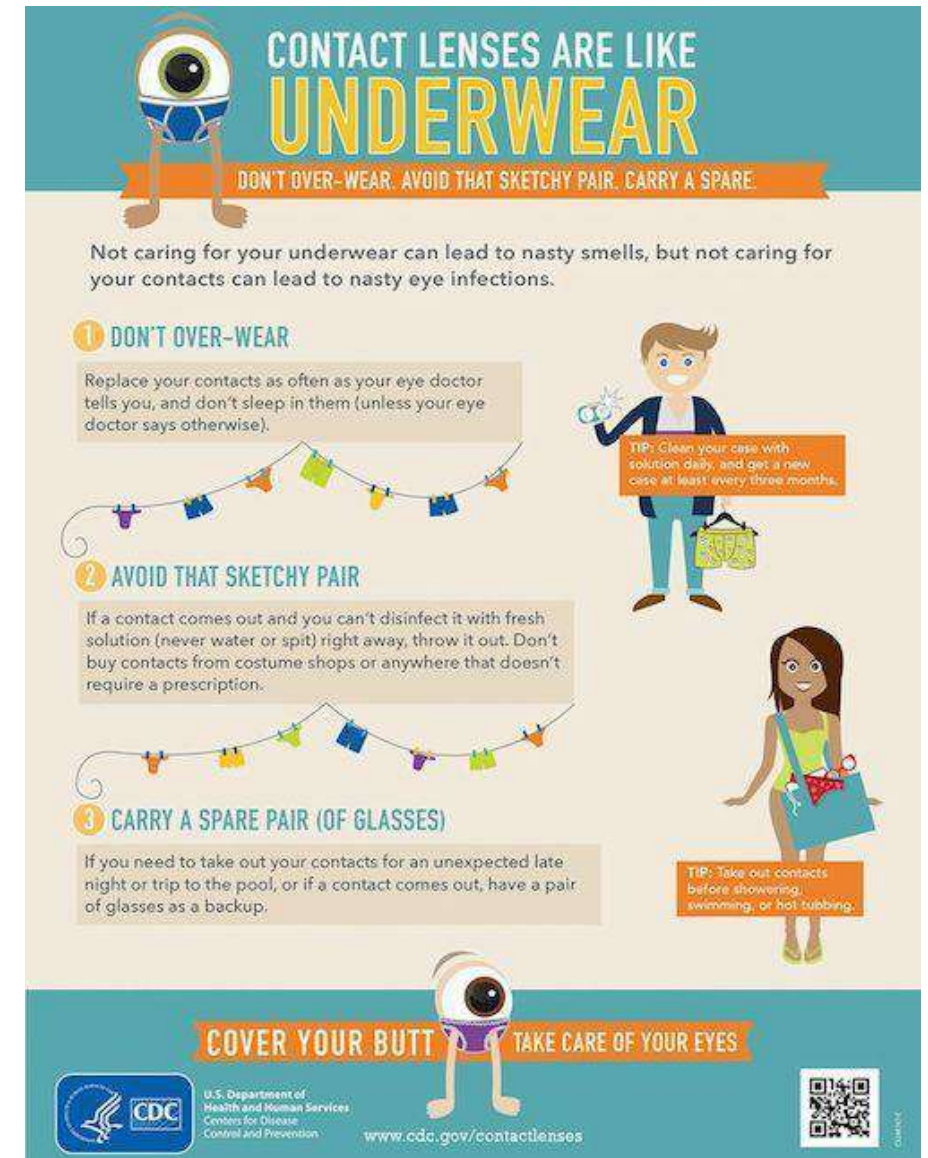 CONTACT LENSES ARE LIKE
UNDERWEAR
DON'T OVER-WEAR. AVOID THAT SKETCHY PAIR. CARRY A SPARE.
Not caring for your underwear can lead to nasty smells, but not caring for
your contacts can lead to nasty eye infections.
1 DON'T OVER-WEAR
Replace your contacts as often as your eye doctor
tells you, and don't sleep in them (unless your eye
doctor says otherwise).
TIP: Clean your case with
solution daily, and get a new
case at least every three months.
2 AVOID THAT SKETCHY PAIR
If a contact comes out and you can't disinfect it with fresh
solution (never water or spit) right away, throw it out. Don't
buy contacts from costume shops or anywhere that doesn't
require a prescription.
3 CARRY A SPARE PAIR (OF GLASSES)
If you need to take out your contacts for an unexpected late
night or trip to the pool, or if a contact comes out, have a pair
of glasses as a backup.
TIP: Take out contacts
before showering,
swimming, or hot tubbing.
COVER YOUR BUTT TAKE CARE OF YOUR EYES
CDC
U.S. Department of
Health and Human Services
Centers for Disease
Control and Prevention
www.cdc.gov/contactlenses